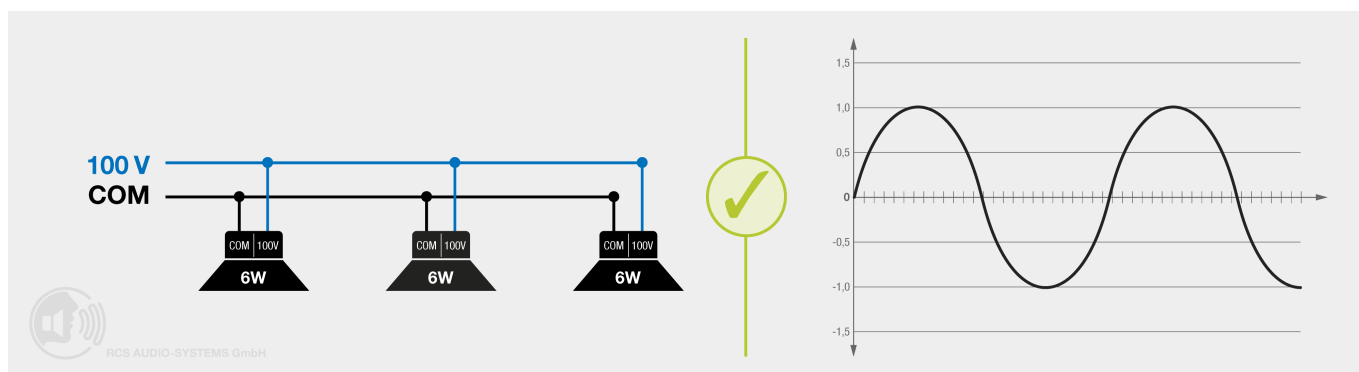 100 V
COM
COM 100V
6W
COM 100V
6W
COM 100V
6W
RCS AUDIO-SYSTEMS GmbH
1,5
1,0
0,5
0
-0,5
-1,0
-1,5